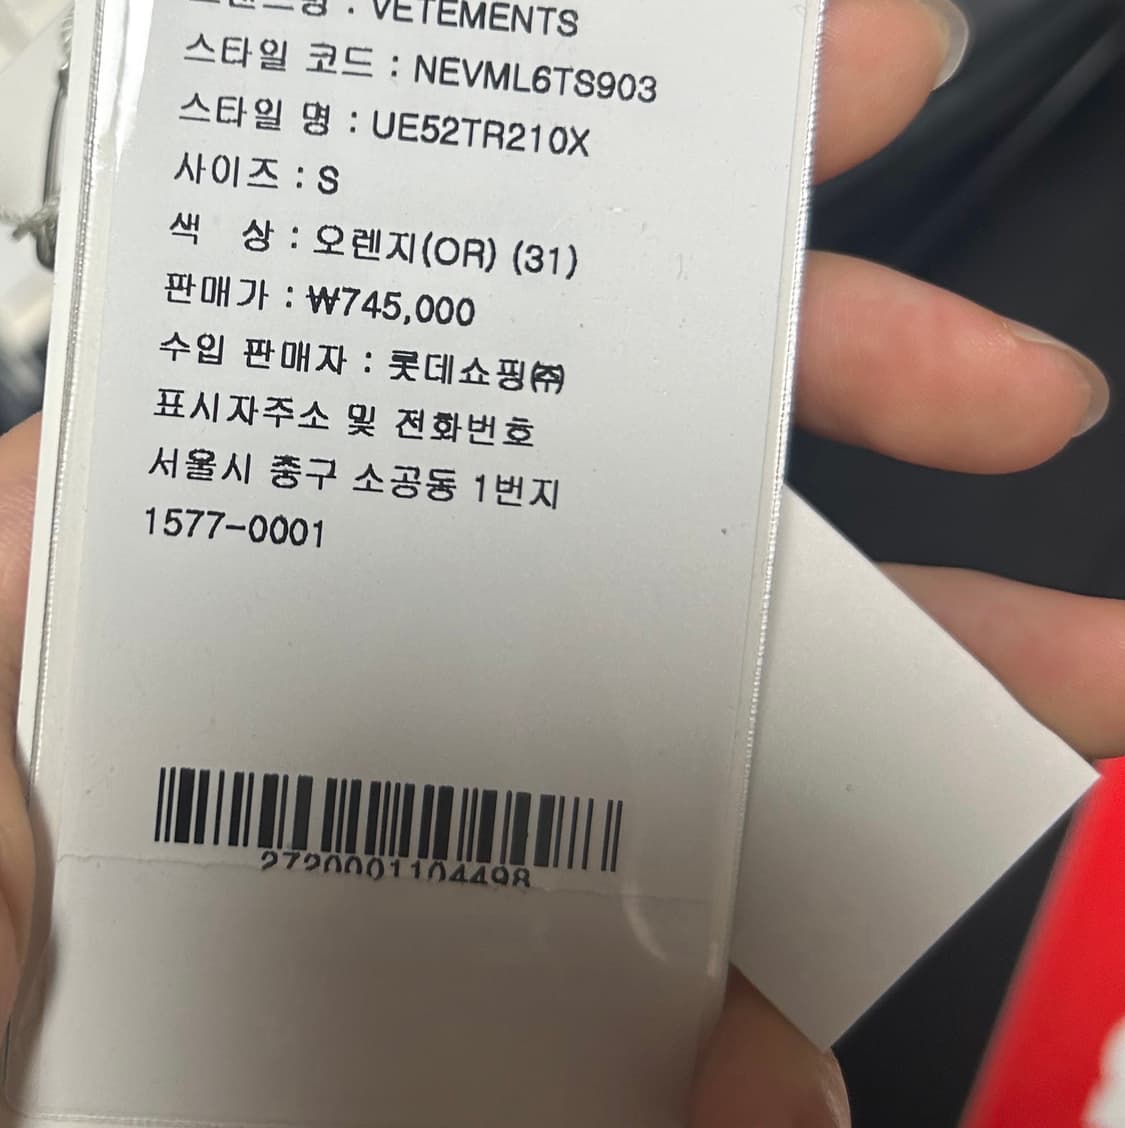 : VETEMENTS
스타일 코드 : NEVML6TS903
스타일 명 : UE52TR210X
사이즈 : S
색 상 : 오렌지(OR) (31)
판매가 : ₩745,000
수입 판매자 : 롯데쇼핑㈜
표시자주소 및 전화번호
서울시 중구 소공동 1번지
1577-0001
2720001104498